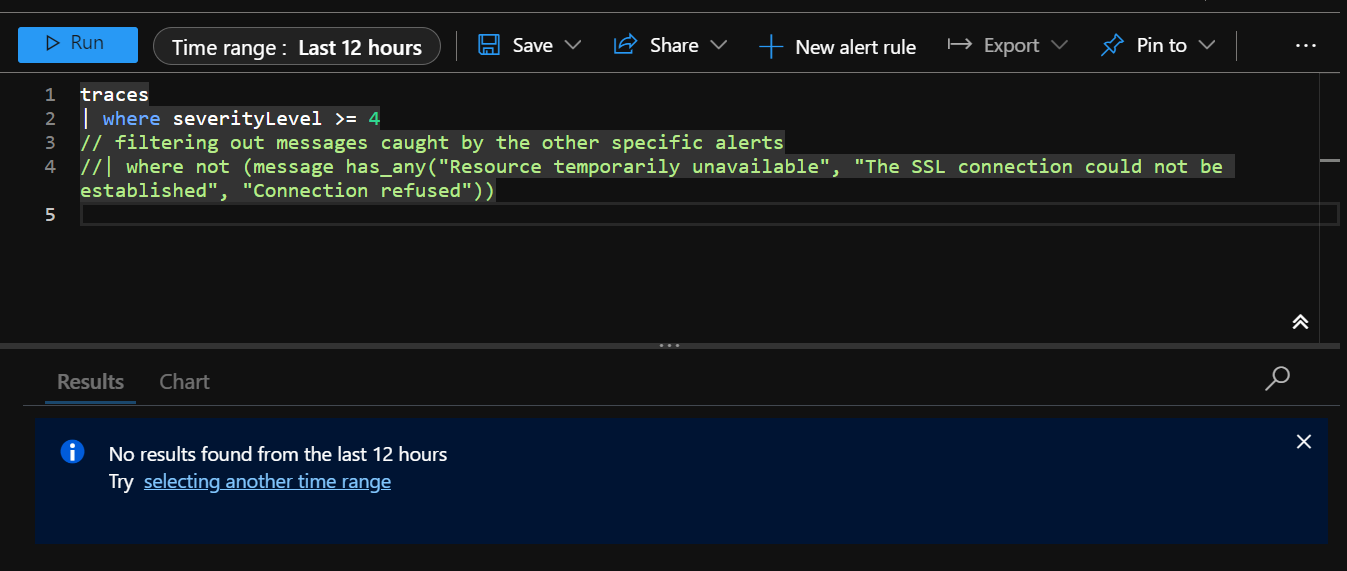 Run Time range : Last 12 hours Save Share New alert rule Export Pin to ...
1 traces
2 | where severityLevel >= 4
3 // filtering out messages caught by the other specific alerts
4 //| where not (message has_any("Resource temporarily unavailable", "The SSL connection could not be
established", "Connection refused"))
5
Results Chart
No results found from the last 12 hours
Try selecting another time range